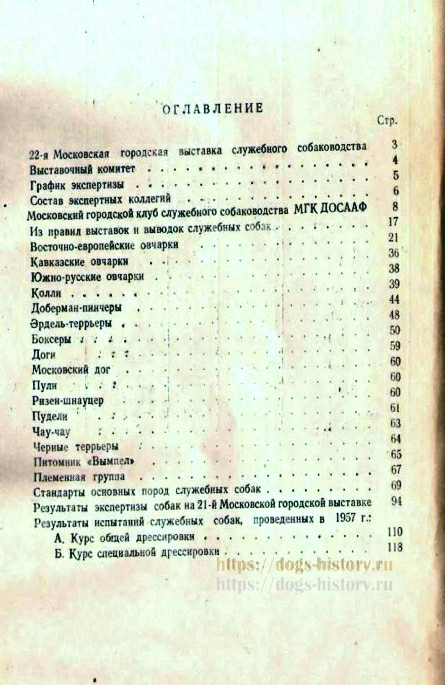 ОГЛАВЛЕНИЕ
Стр.
22-я Московская городская выставка служебного собаководства 3
Выставочный комитет . . . . . . . . . . . . 4
График экспертизы . . . . . . . . . . . . 5
Состав экспертных коллегий . . . . . . . . . . 6
Московский городской клуб служебного собаководства МГК ДОСААФ 8
Из правил выставок и выводок служебных собак . . . . . . 17
Восточно-европейские овчарки . . . . . . . . . 21
Кавказские овчарки . . . . . . . . . . . 36
Южно-русские овчарки . . . . . . . . . . 38
Колли . . . . . . . . . . . . . . 39
Доберман-пинчеры . . . . . . . . . . . 44
Эрдель-терьеры . . . . . . . . . . . . 48
Боксеры . . . . . . . . . . . . . 50
Доги . . . . . . . . . . . . . . 59
Московский дог . . . . . . . . . . . . 60
Пули . . . . . . . . . . . . . . 60
Ризен-шнауцер . . . . . . . . . . . . 60
Пудели . . . . . . . . . . . . . 61
Чау-чау . . . . . . . . . . . . . 63
Черные террьеры . . . . . . . . . . . 64
Питомник «Вымпел» . . . . . . . . . . . 65
Племенная группа . . . . . . . . . . . 67
Стандарты основных пород служебных собак . . . . . . . 69
Результаты экспертизы собак на 21-й Московской городской выставке 94
Результаты испытаний служебных собак, проведенных в 1957 г.:
А. Курс общей дрессировки . . . . . . . . . 110
Б. Курс специальной дрессировки . . . . . . . . 118
https://dogs-history.ru
https://dogs-history.ru